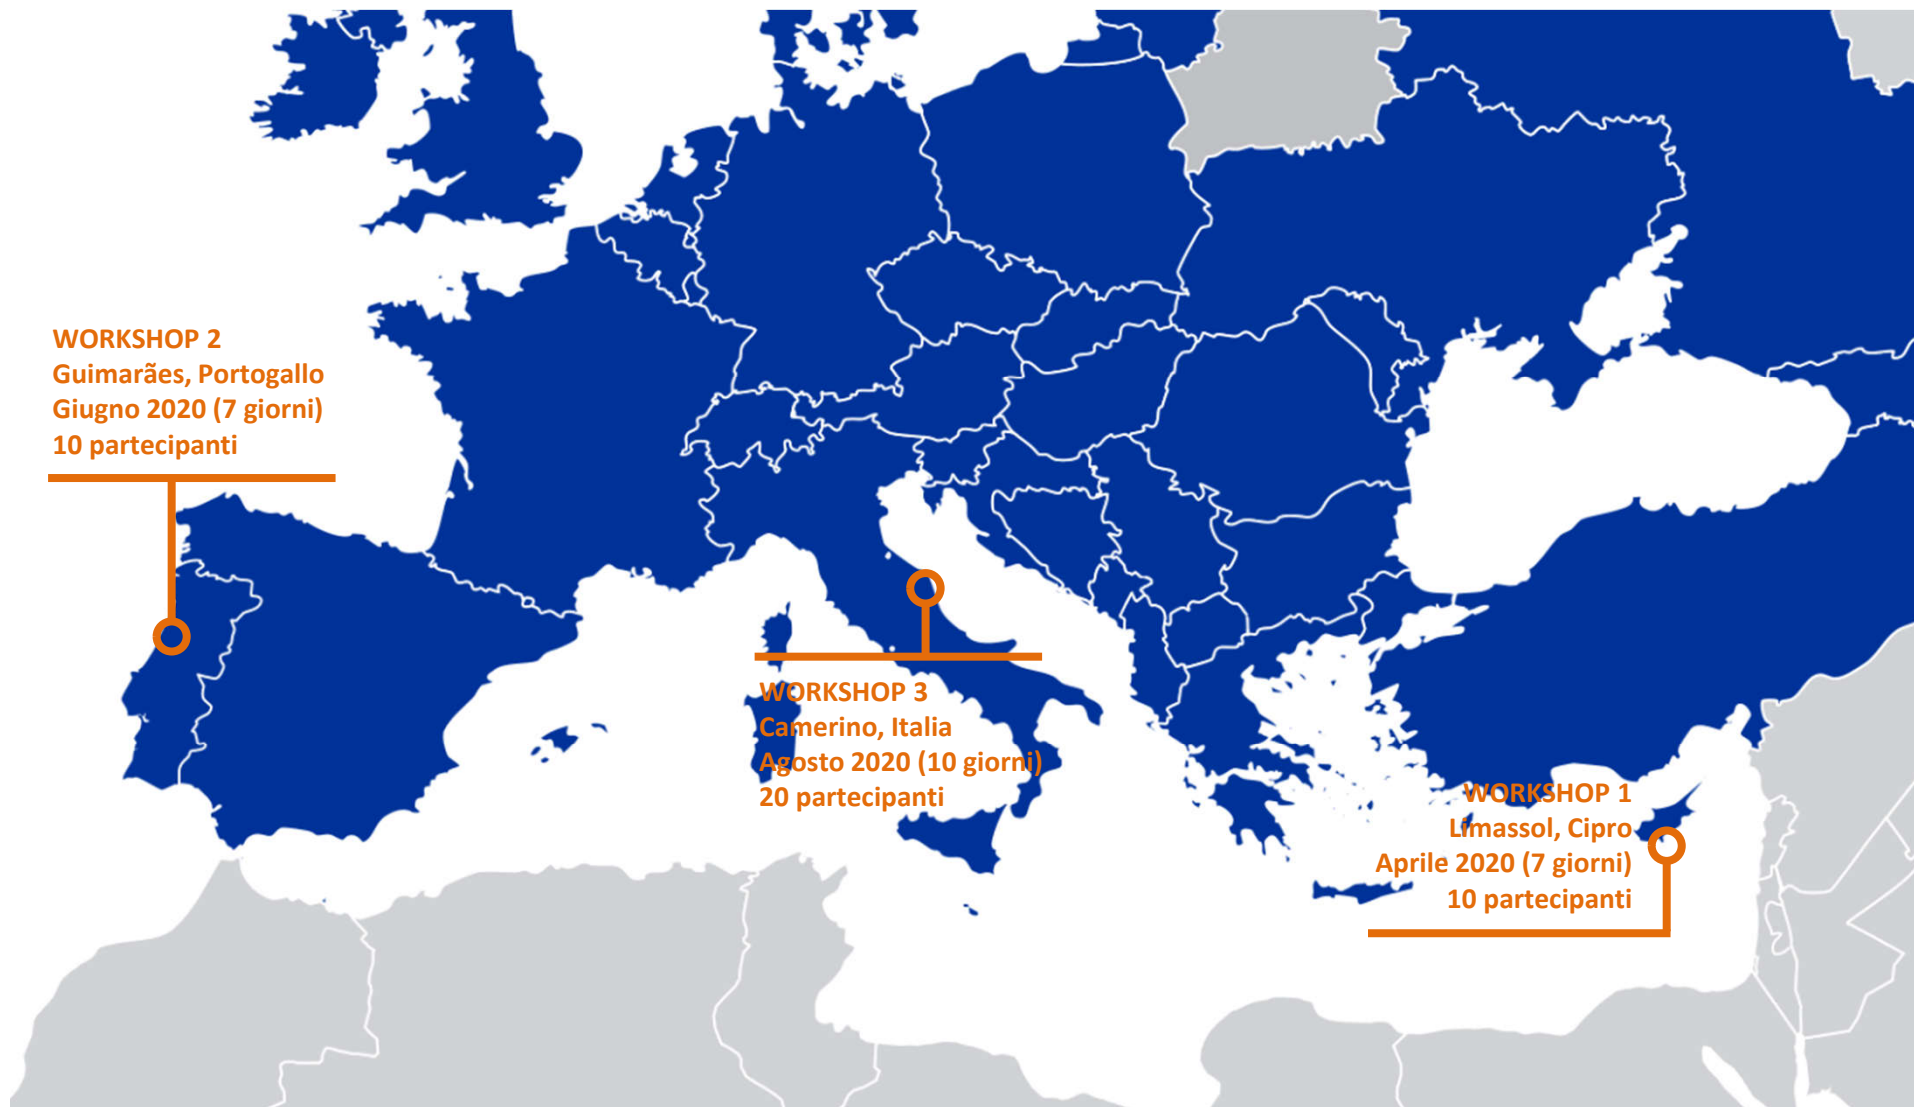 WORKSHOP 2
Guimarães, Portogallo
Giugno 2020 (7 giorni)
10 partecipanti
WORKSHOP 3
Camerino, Italia
Agosto 2020 (10 giorni)
20 partecipanti
WORKSHOP 1
Limassol, Cipro
Aprile 2020 (7 giorni)
10 partecipanti